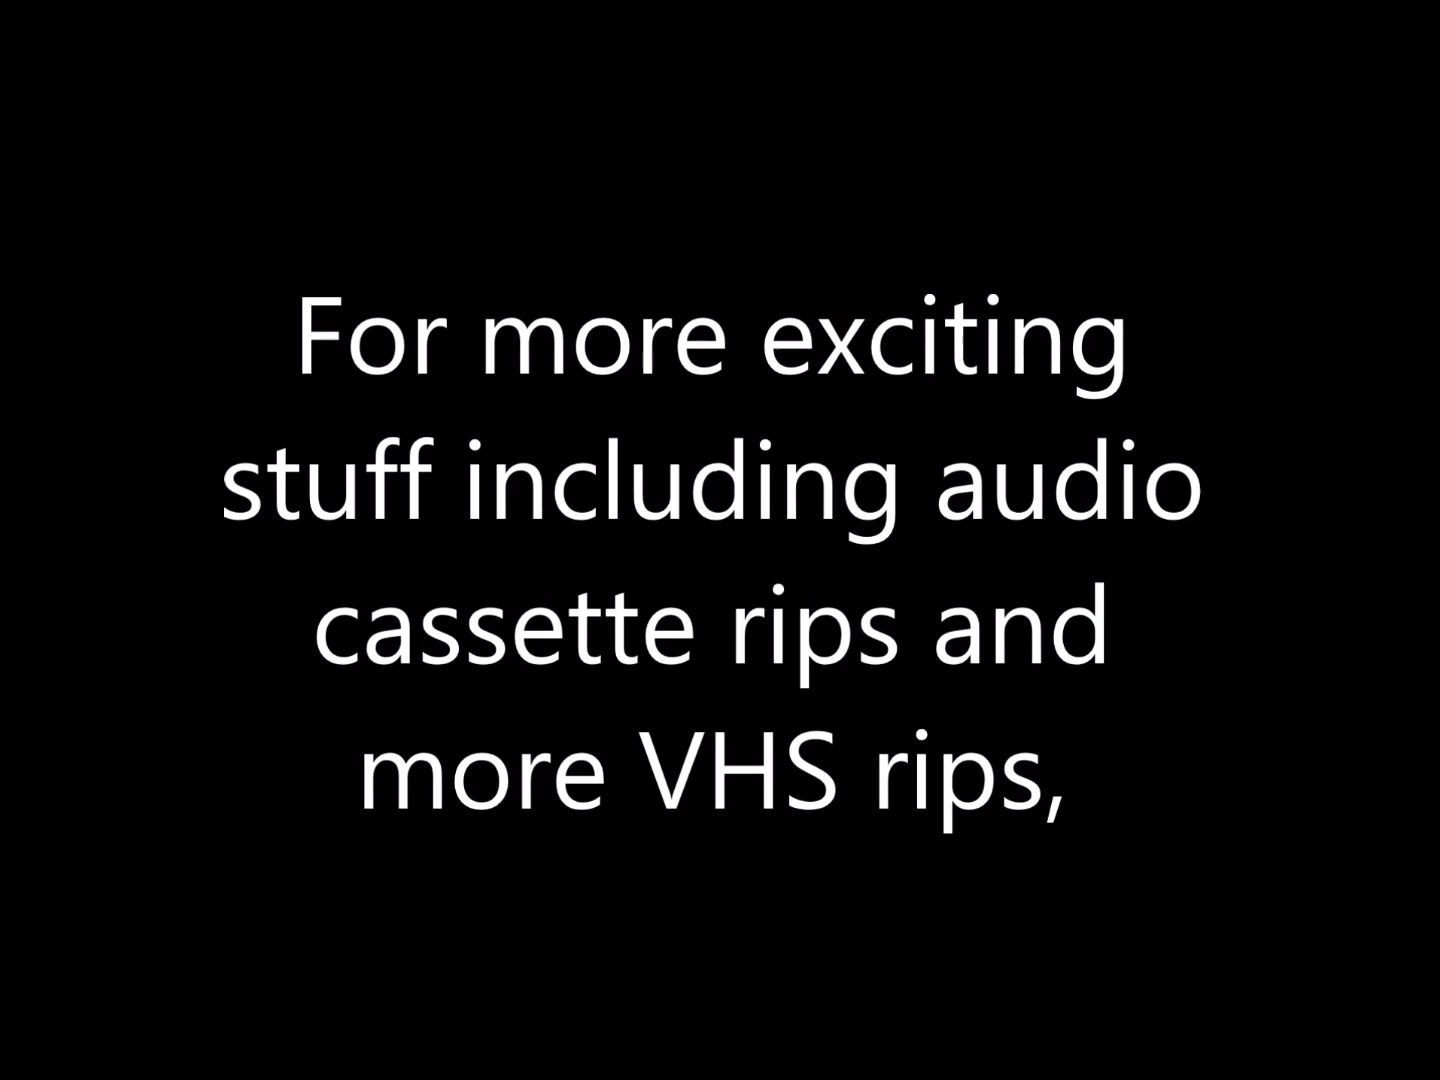 For more exciting
stuff including audio
cassette rips and
more VHS rips,